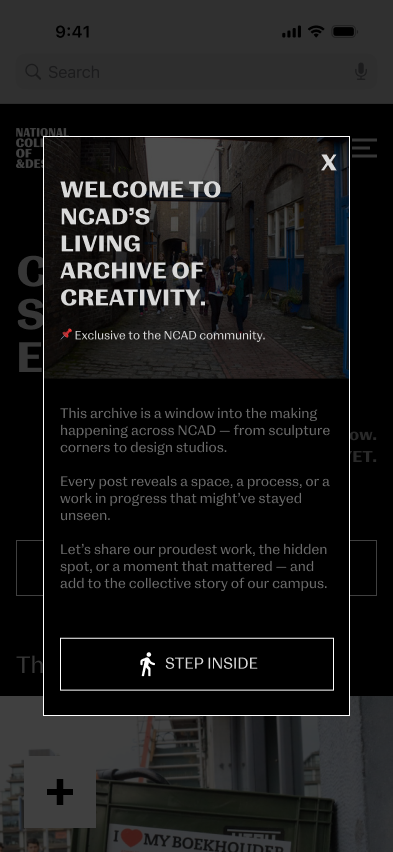 9:41
Search
NATIONAL
COLL
OF
&DES
X
WELCOME TO
NCAD'S
LIVING
ARCHIVE OF
CREATIVITY.
📌 Exclusive to the NCAD community.
C
S
E
This archive is a window into the making
happening across NCAD — from sculpture
corners to design studios.
ow.
ET.
Every post reveals a space, a process, or a
work in progress that might've stayed
unseen.
Let's share our proudest work, the hidden
spot, or a moment that mattered — and
add to the collective story of our campus.
STEP INSIDE
Th
+
I ❤ MY BOEKHOUDER